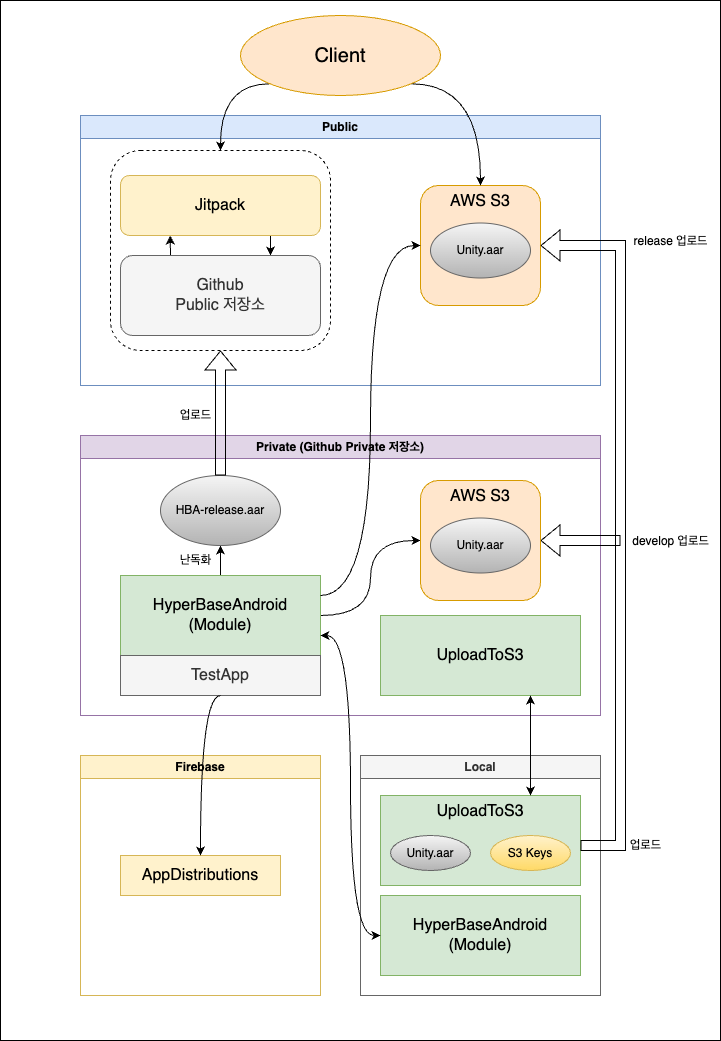 Client
Public
Jitpack
Github
Public 저장소
AWS S3
Unity.aar
release 업로드
업로드
Private (Github Private 저장소)
HBA-release.aar
난독화
HyperBaseAndroid
(Module)
TestApp
AWS S3
Unity.aar
develop 업로드
UploadToS3
Firebase
AppDistributions
Local
UploadToS3
Unity.aar
S3 Keys
업로드
HyperBaseAndroid
(Module)